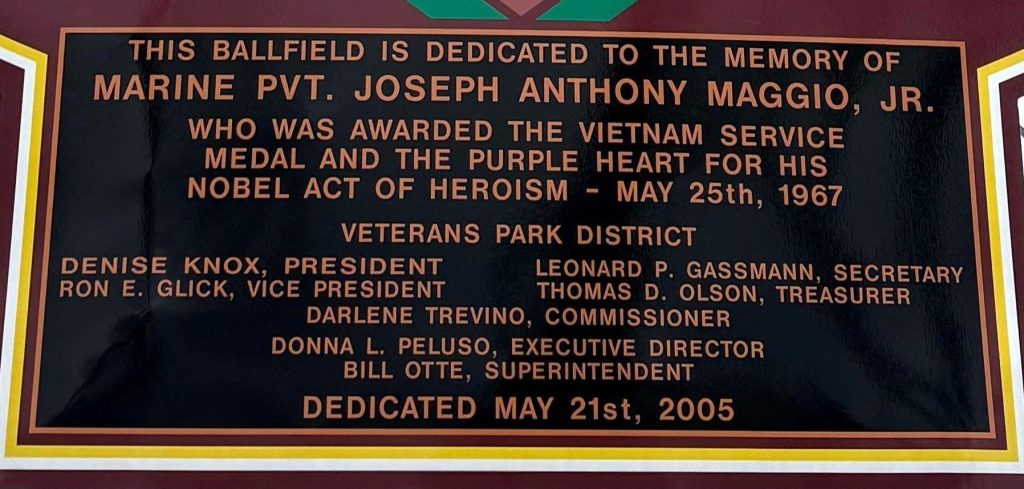 THIS BALLFIELD IS DEDICATED TO THE MEMORY OF
MARINE PVT. JOSEPH ANTHONY MAGGIO, JR.
WHO WAS AWARDED THE VIETNAM SERVICE
MEDAL AND THE PURPLE HEART FOR HIS
NOBEL ACT OF HEROISM - MAY 25th, 1967
VETERANS PARK DISTRICT
DENISE KNOX, PRESIDENT LEONARD P. GASSMANN, SECRETARY
RON E. GLICK, VICE PRESIDENT THOMAS D. OLSON, TREASURER
DARLENE TREVINO, COMMISSIONER
DONNA L. PELUSO, EXECUTIVE DIRECTOR
BILL OTTE, SUPERINTENDENT
DEDICATED MAY 21st, 2005